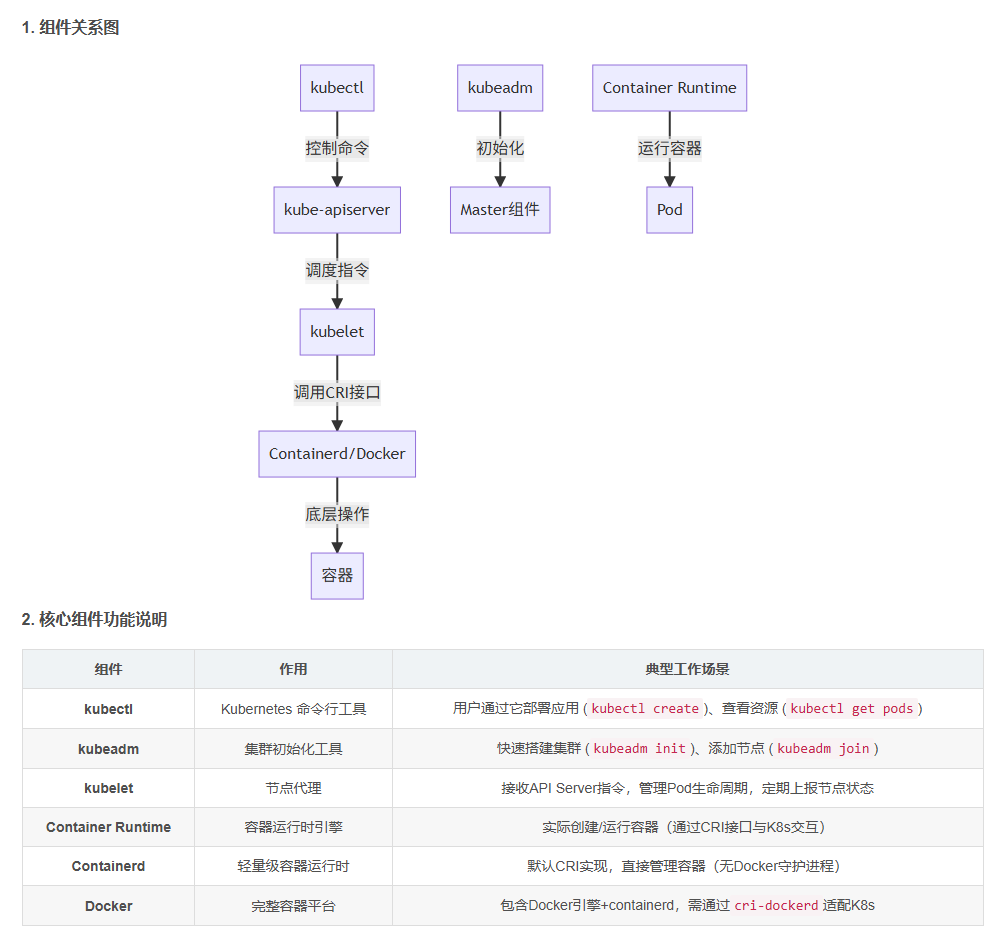 1. 组件关系图
kubectl
kubeadm
Container Runtime
控制命令
初始化
运行容器
kube-apiserver
Master组件
Pod
调度指令
kubelet
调用CRI接口
Containerd/Docker
底层操作
容器
2. 核心组件功能说明
组件 作用 典型工作场景
kubectl Kubernetes 命令行工具 用户通过它部署应用 ( kubectl create )、查看资源 ( kubectl get pods )
kubeadm 集群初始化工具 快速搭建集群 ( kubeadm init )、添加节点 ( kubeadm join )
kubelet 节点代理 接收API Server指令，管理Pod生命周期，定期上报节点状态
Container Runtime 容器运行时引擎 实际创建/运行容器（通过CRI接口与K8s交互）
Containerd 轻量级容器运行时 默认CRI实现，直接管理容器（无Docker守护进程）
Docker 完整容器平台 包含Docker引擎+containerd，需通过 cri-dockerd 适配K8s